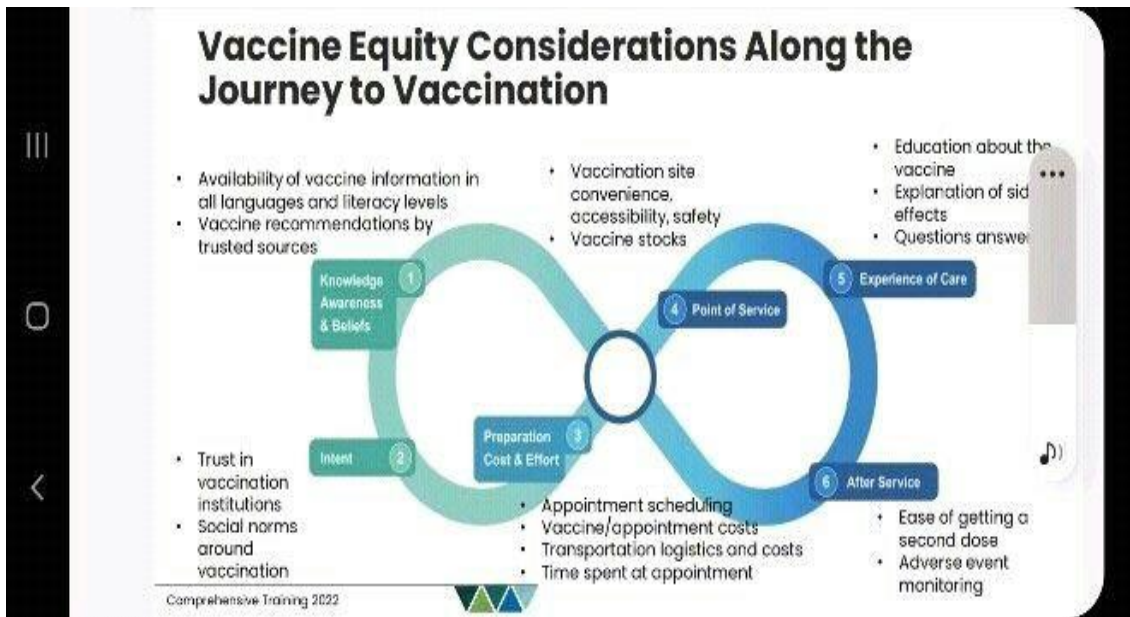 Vaccine Equity Considerations Along the
Journey to Vaccination
• Availability of vaccine information in
all languages and literacy levels
• Vaccine recommendations by
trusted sources
• Vaccination site
convenience,
accessibility, safety
• Vaccine stocks
• Education about the
vaccine
• Explanation of sid
effects
• Questions answe
Knowledge 1
Awareness
& Beliefs
4 Point of Service
5 Experience of Care
Intent 2
Preparation 3
Cost & Effort
6 After Service
• Trust in
vaccination
institutions
• Social norms
around
vaccination
• Appointment scheduling
• Vaccine/appointment costs
• Transportation logistics and costs
• Time spent at appointment
• Ease of getting a
second dose
• Adverse event
monitoring
Comprehensive Training 2022